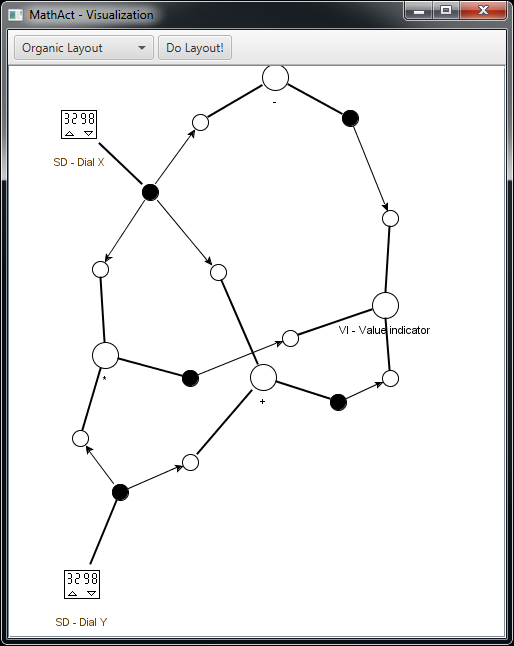 MathAct - Visualization
Organic Layout
Do Layout!
-
3298
SD - Dial X
VI - Value indicator
*
+
3298
SD - Dial Y